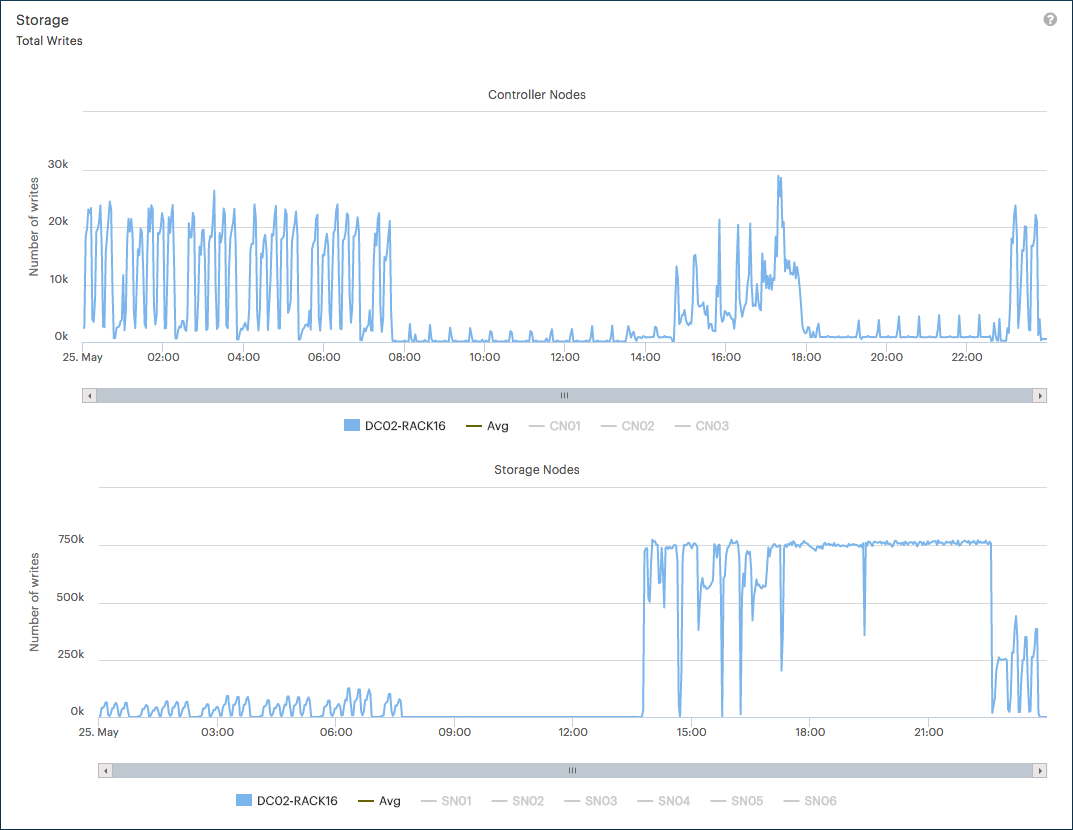 Storage
?
Total Writes
Controller Nodes
Number of writes
30k
20k
10k
0k
25. May 02:00 04:00 06:00 08:00 10:00 12:00 14:00 16:00 18:00 20:00 22:00
DC02-RACK16 Avg CN01 CN02 CN03
Storage Nodes
Number of writes
750k
500k
250k
0k
25. May 03:00 06:00 09:00 12:00 15:00 18:00 21:00
DC02-RACK16 Avg SN01 SN02 SN03 SN04 SN05 SN06